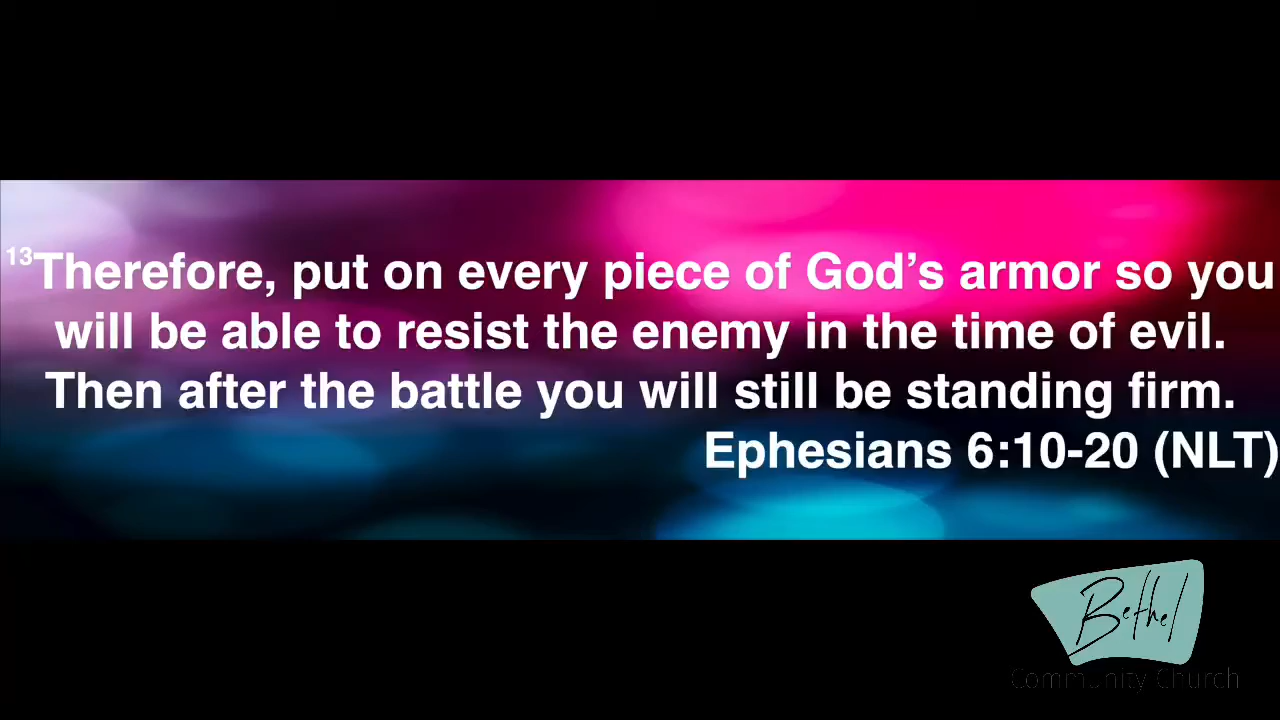 13Therefore, put on every piece of God’s armor so you
will be able to resist the enemy in the time of evil.
Then after the battle you will still be standing firm.
Ephesians 6:10-20 (NLT)
Bethel
Community Church